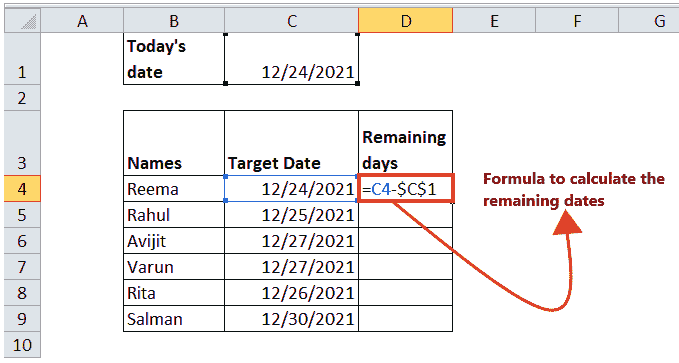 A B C D E F G
Today's
date
1 12/24/2021
2
Remaining
3 Names Target Date days
4 Reema 12/24/2021 =C4-$C$1
Formula to calculate the
remaining dates
5 Rahul 12/25/2021
6 Avijit 12/27/2021
7 Varun 12/27/2021
8 Rita 12/26/2021
9 Salman 12/30/2021
10